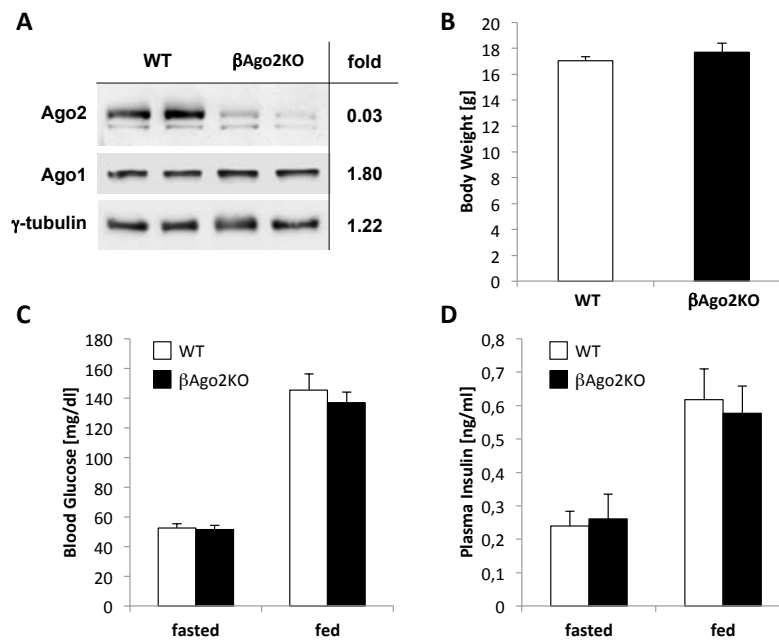 A
WT βAgo2KO fold
Ago2 0.03
Ago1 1.80
γ-tubulin 1.22
B
Body Weight [g]
20
18
16
14
12
10
8
6
4
2
0
WT βAgo2KO
C
Blood Glucose [mg/dl]
180
160
140
120
100
80
60
40
20
0
WT
βAgo2KO
fasted fed
D
Plasma Insulin [ng/ml]
0,8
0,7
0,6
0,5
0,4
0,3
0,2
0,1
0
WT
βAgo2KO
fasted fed